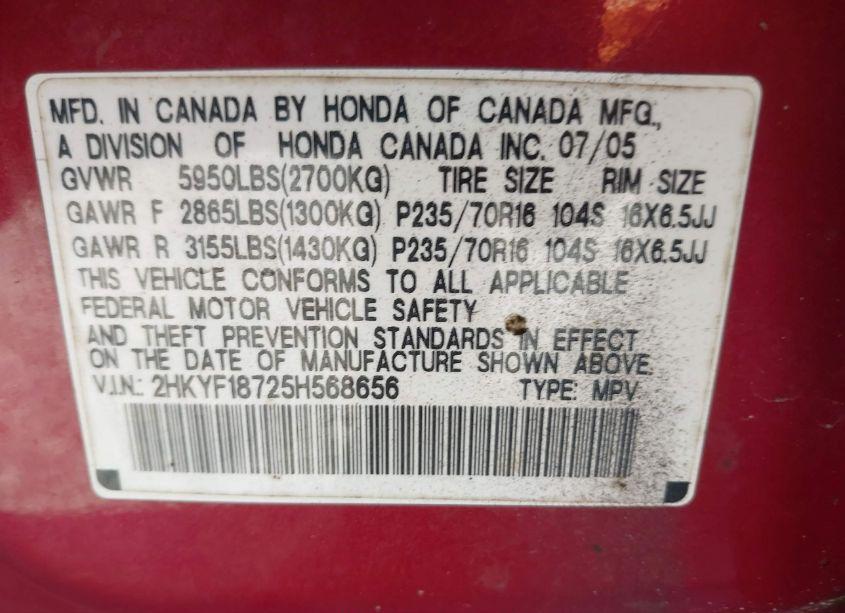 MFD. IN CANADA BY HONDA OF CANADA MFG.,
A DIVISION OF HONDA CANADA INC. 07/05
GVWR 5950LBS(2700KG) TIRE SIZE RIM SIZE
GAWR F 2865LBS(1300KG) P235/70R16 104S 16X6.5JJ
GAWR R 3155LBS(1430KG) P235/70R16 104S 16X6.5JJ
THIS VEHICLE CONFORMS TO ALL APPLICABLE
FEDERAL MOTOR VEHICLE SAFETY
AND THEFT PREVENTION STANDARDS IN EFFECT
ON THE DATE OF MANUFACTURE SHOWN ABOVE.
V.I.N.: 2HKYF18725H568656 TYPE: MPV